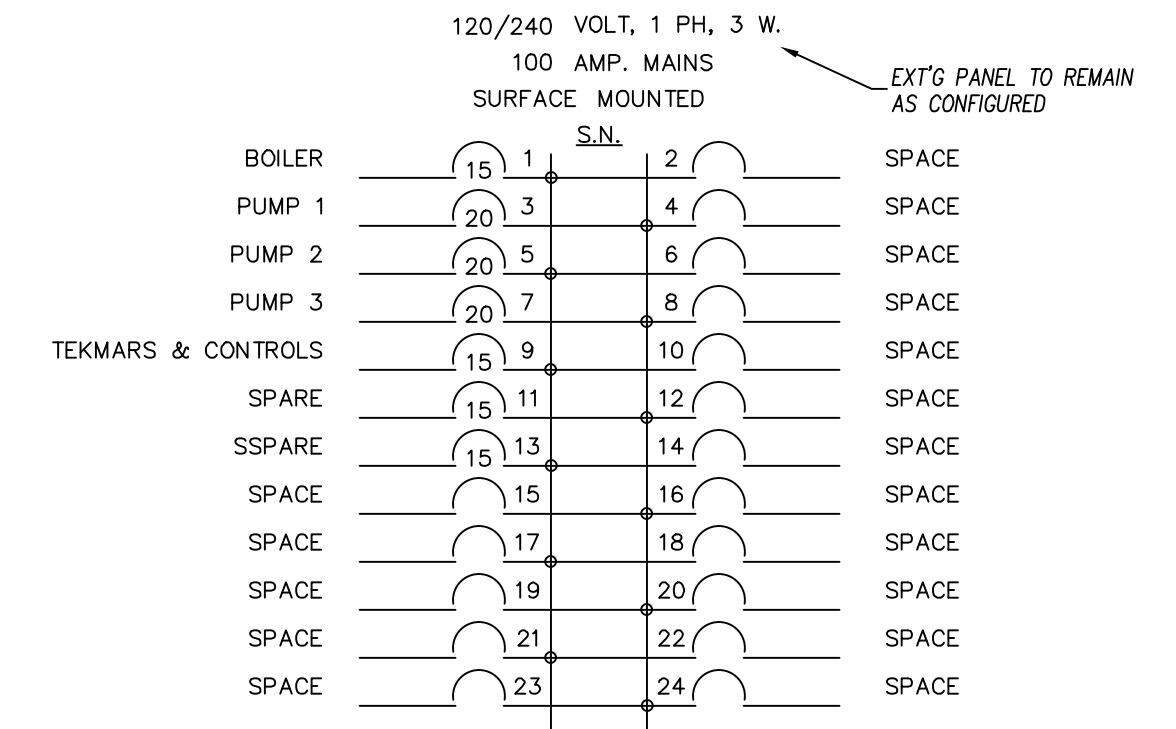 120/240 VOLT, 1 PH, 3 W.
100 AMP. MAINS
SURFACE MOUNTED
S.N.
EXT'G PANEL TO REMAIN
AS CONFIGURED
BOILER 15 1 2 SPACE
PUMP 1 20 3 4 SPACE
PUMP 2 20 5 6 SPACE
PUMP 3 20 7 8 SPACE
TEKMARS & CONTROLS 15 9 10 SPACE
SPARE 15 11 12 SPACE
SSPARE 15 13 14 SPACE
SPACE 15 16 SPACE
SPACE 17 18 SPACE
SPACE 19 20 SPACE
SPACE 21 22 SPACE
SPACE 23 24 SPACE